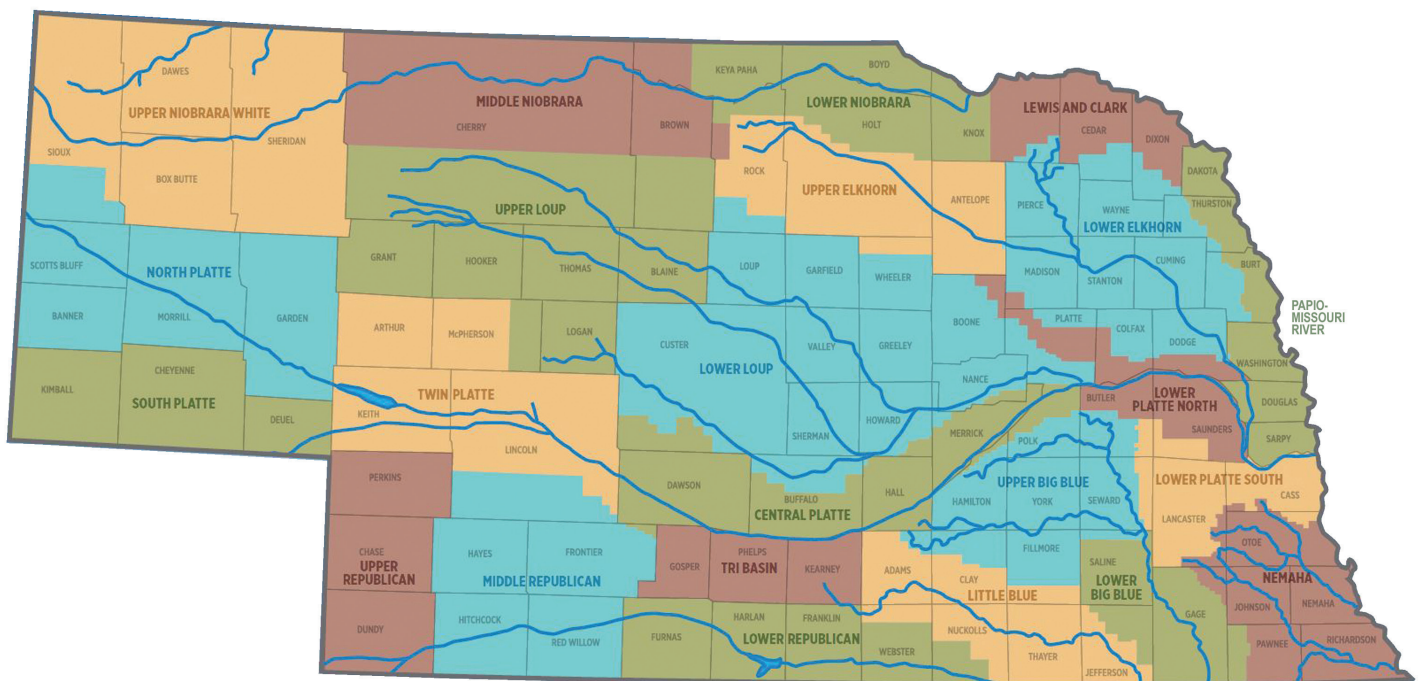 DAWES
KEYA PAHA
BOYD
UPPER NIOBRARA WHITE
MIDDLE NIOBRARA
LOWER NIOBRARA
LEWIS AND CLARK
CHERRY
BROWN
HOLT
KNOX
CEDAR
DIXON
SIOUX
SHERIDAN
BOX BUTTE
ROCK
UPPER ELKHORN
ANTELOPE
DAKOTA
UPPER LOUP
PIERCE
WAYNE
THURSTON
LOWER ELKHORN
SCOTTS BLUFF
NORTH PLATTE
GRANT
HOOKER
THOMAS
BLAINE
LOUP
GARFIELD
WHEELER
MADISON
STANTON
CUMING
BURT
BANNER
MORRILL
GARDEN
ARTHUR
McPHERSON
LOGAN
CUSTER
VALLEY
GREELEY
BOONE
PLATTE
COLFAX
DODGE
PAPIO-
MISSOURI
RIVER
WASHINGTON
KIMBALL
CHEYENNE
SOUTH PLATTE
DEUEL
KEITH
TWIN PLATTE
LOWER LOUP
NANCE
BUTLER
LOWER
PLATTE NORTH
DOUGLAS
LINCOLN
SHERMAN
HOWARD
MERRICK
POLK
SAUNDERS
SARPY
PERKINS
DAWSON
BUFFALO
HALL
CENTRAL PLATTE
HAMILTON
UPPER BIG BLUE
YORK
SEWARD
LOWER PLATTE SOUTH
CASS
LANCASTER
CHASE
UPPER
REPUBLICAN
HAYES
FRONTIER
MIDDLE REPUBLICAN
GOSPER
PHELPS
TRI BASIN
KEARNEY
ADAMS
CLAY
LITTLE BLUE
FILLMORE
SALINE
LOWER
BIG BLUE
OTOE
NEMAHA
DUNDY
HITCHCOCK
RED WILLOW
FURNAS
HARLAN
FRANKLIN
LOWER REPUBLICAN
WEBSTER
NUCKOLLS
THAYER
JEFFERSON
GAGE
JOHNSON
NEMAHA
PAWNEE
RICHARDSON